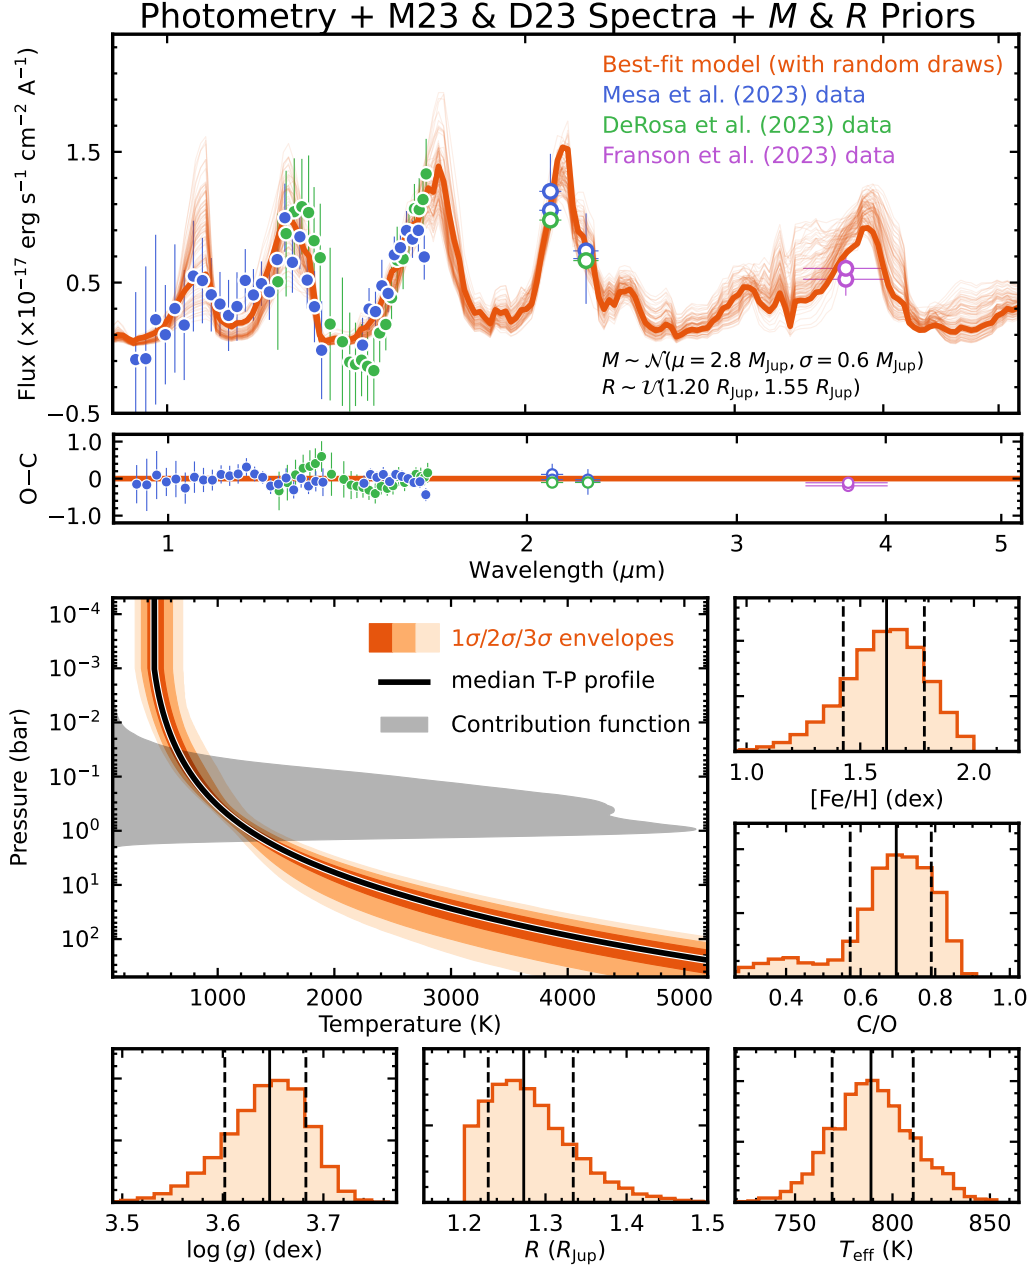 Photometry + M23 & D23 Spectra + M & R Priors
Flux (×10⁻¹⁷ erg s⁻¹ cm⁻² A⁻¹)
1.5
0.5
−0.5
Best-fit model (with random draws)
Mesa et al. (2023) data
DeRosa et al. (2023) data
Franson et al. (2023) data
M ~ 𝒩(μ = 2.8 M_Jup, σ = 0.6 M_Jup)
R ~ 𝒰(1.20 R_Jup, 1.55 R_Jup)
O−C
1.0
0
−1.0
1 2 3 4 5
Wavelength (μm)
Pressure (bar)
10⁻⁴
10⁻³
10⁻²
10⁻¹
10⁰
10¹
10²
1σ/2σ/3σ envelopes
median T-P profile
Contribution function
1000 2000 3000 4000 5000
Temperature (K)
1.0 1.5 2.0
[Fe/H] (dex)
0.4 0.6 0.8 1.0
C/O
3.5 3.6 3.7
log (g) (dex)
1.2 1.3 1.4 1.5
R (R_Jup)
750 800 850
T_eff (K)